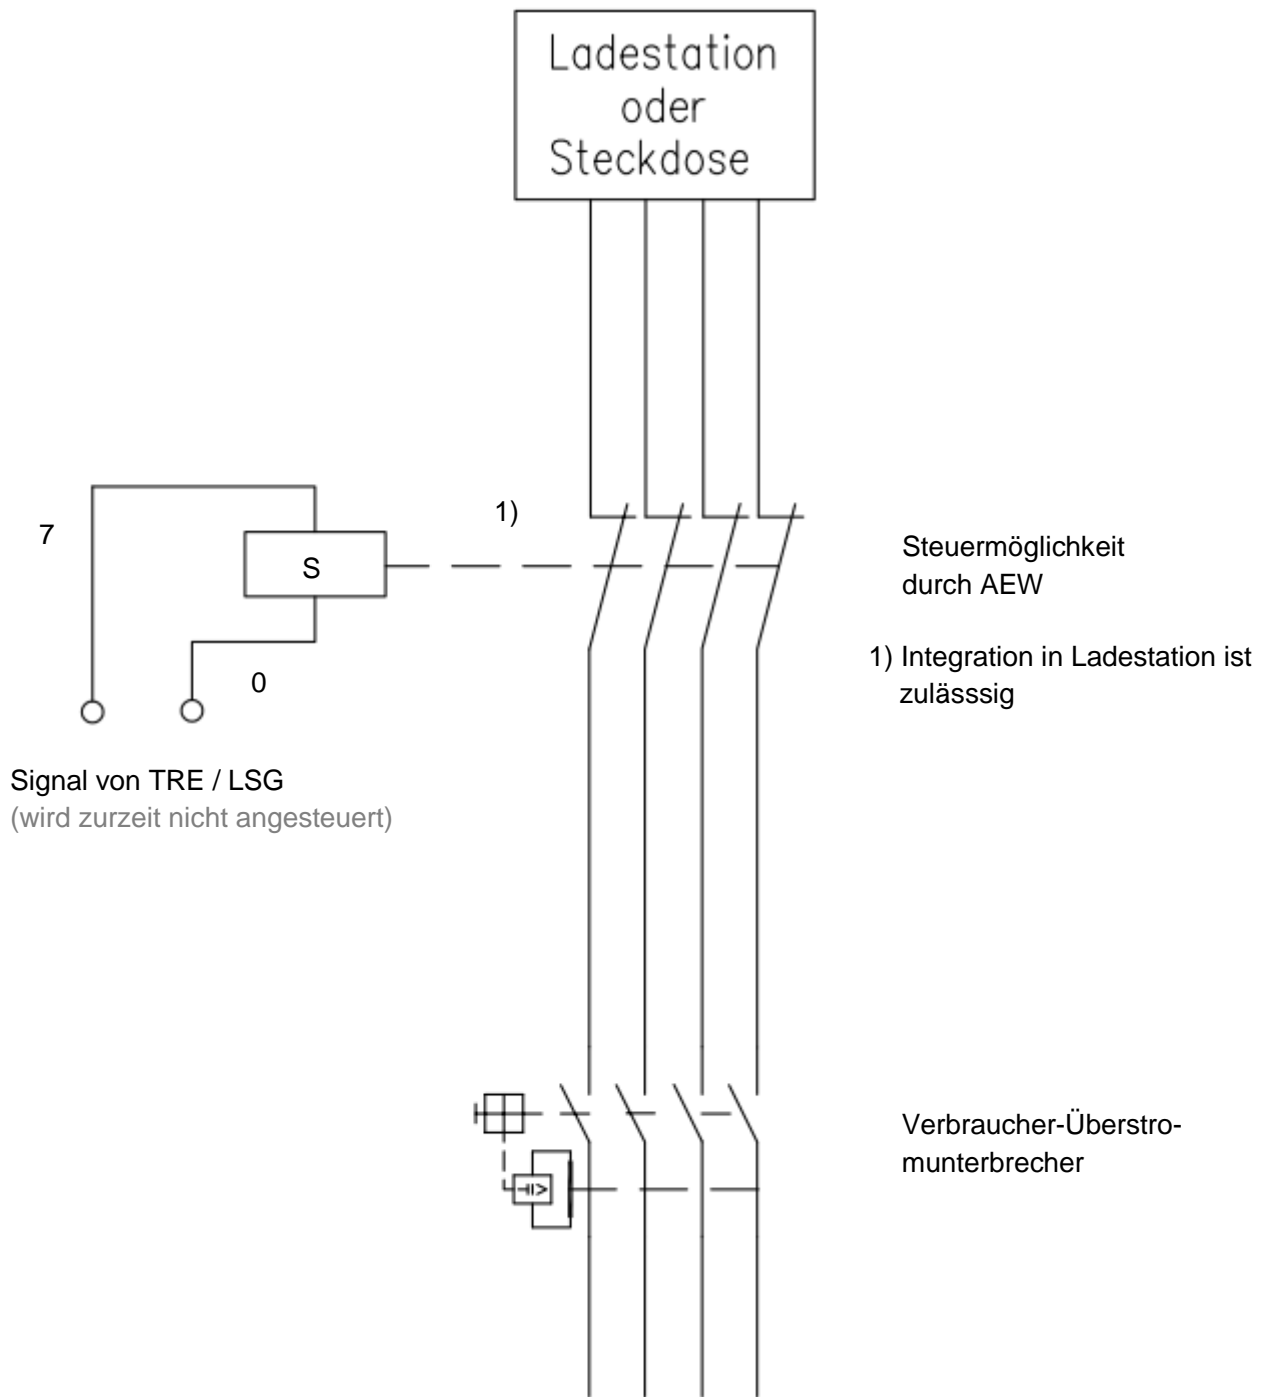 Ladestation
oder
Steckdose
1)
7
S
0
Signal von TRE / LSG
(wird zurzeit nicht angesteuert)
Steuermöglichkeit
durch AEW
1) Integration in Ladestation ist
zulässsig
Verbraucher-Überstro-
munterbrecher